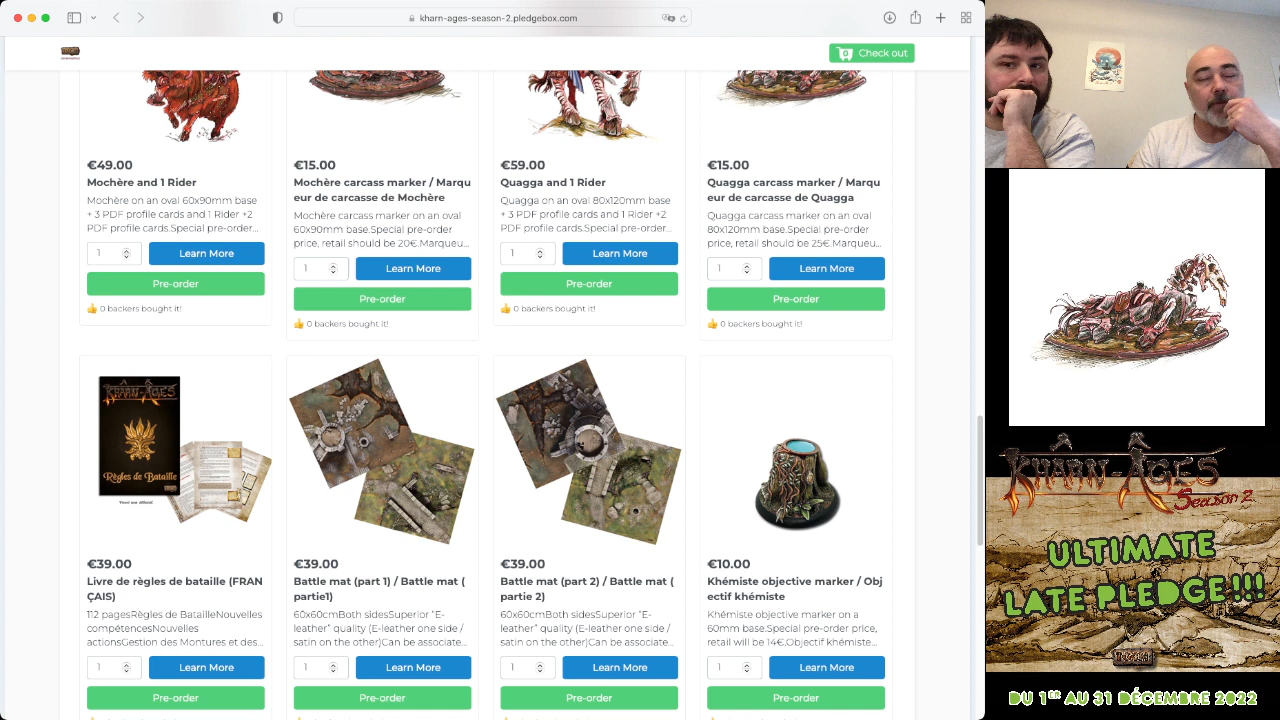 kharn-ages-season-2.pledgebox.com
0 Check out
€49.00
Mochère and 1 Rider
Mochère on an oval 60x90mm base
+ 3 PDF profile cards and 1 Rider +2
PDF cards.Special pre-order...
1 Learn More
Pre-order
0 backers bought it!
€15.00
Mochère carcass marker / Marqu
eur de carcasse de Mochère
Mochère carcass marker on an oval
60x90mm base.Special pre-order
price, retail should be 20€.Marqueu...
1 Learn More
Pre-order
0 backers bought it!
€59.00
Quagga and 1 Rider
Quagga on an oval 80x120mm base
+ 3 PDF profile cards and 1 Rider +2
PDF profile cards.Special pre-order...
1 Learn More
Pre-order
0 backers bought it!
€15.00
Quagga carcass marker / Marqu
eur de carcasse de Quagga
Quagga carcass marker on an oval
80x120mm base.Special pre-order
price, retail should be 25€.Marqueu...
1 Learn More
Pre-order
0 backers bought it!
KHARN-AGES
Règles de Bataille
€39.00
Livre de règles de bataille (FRAN
ÇAIS)
112 pagesRègles de BatailleNouvelles
compétencesNouvelles
actionsGestion des Montures et des...
1 Learn More
Pre-order
€39.00
Battle mat (part 1) / Battle mat (
partie1)
60x60cmBoth sidesSuperior “E-
leather” quality (E-leather one side /
satin on the other)Can be associate...
1 Learn More
Pre-order
€39.00
Battle mat (part 2) / Battle mat (
partie 2)
60x60cmBoth sidesSuperior “E-
leather” quality (E-leather one side /
satin on the other)Can be associate...
1 Learn More
Pre-order
€10.00
Khémiste objective marker / Obj
ectif khémiste
Khémiste objective marker on a
60mm base.Special pre-order price,
retail will be 14€.Objectif khémiste...
1 Learn More
Pre-order
KHARN-AGES
Season 2
ULTIMATE
LATE PLEDGE!!!
DU 1ER AU 31 DÉCEMBRE 2022